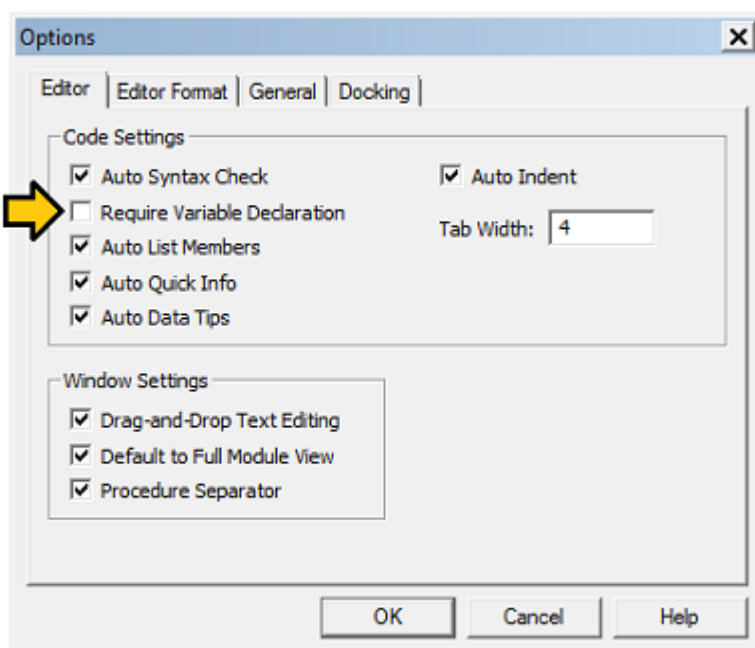 Options
Editor Editor Format General Docking
Code Settings
Auto Syntax Check Auto Indent
Require Variable Declaration
Tab Width: 4
Auto List Members
Auto Quick Info
Auto Data Tips
Window Settings
Drag-and-Drop Text Editing
Default to Full Module View
Procedure Separator
OK Cancel Help